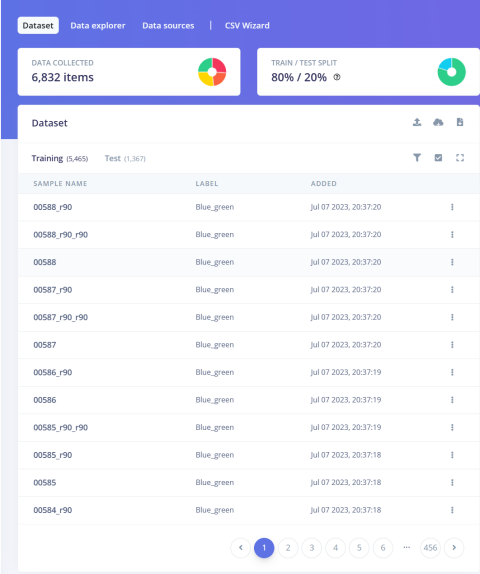 Dataset Data explorer Data sources | CSV Wizard
DATA COLLECTED
6,832 items
TRAIN / TEST SPLIT
80% / 20%
Dataset
Training (5,465) Test (1,367)
SAMPLE NAME LABEL ADDED
00588_r90 Blue_green Jul 07 2023, 20:37:20
00588_r90_r90 Blue_green Jul 07 2023, 20:37:20
00588 Blue_green Jul 07 2023, 20:37:20
00587_r90 Blue_green Jul 07 2023, 20:37:20
00587_r90_r90 Blue_green Jul 07 2023, 20:37:20
00587 Blue_green Jul 07 2023, 20:37:20
00586_r90 Blue_green Jul 07 2023, 20:37:19
00586 Blue_green Jul 07 2023, 20:37:19
00585_r90_r90 Blue_green Jul 07 2023, 20:37:19
00585_r90 Blue_green Jul 07 2023, 20:37:18
00585 Blue_green Jul 07 2023, 20:37:18
00584_r90 Blue_green Jul 07 2023, 20:37:18
< 1 2 3 4 5 6 ... 456 >